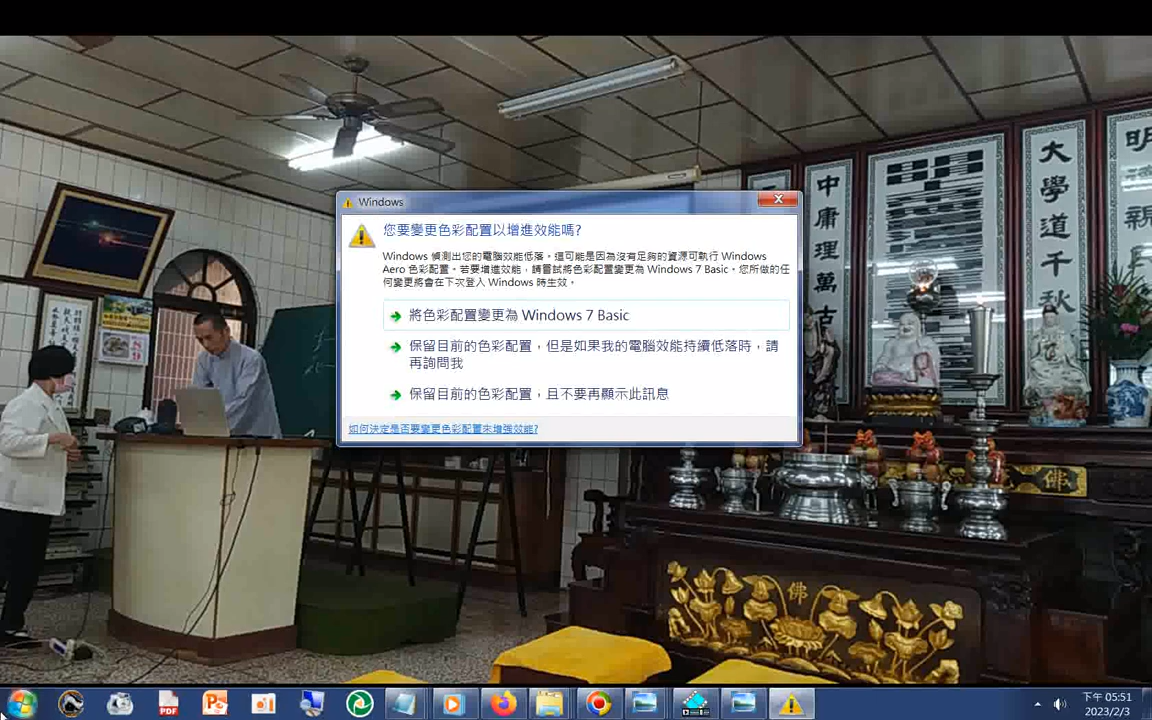 Windows
您要變更色彩配置以增進效能嗎?
Windows 偵測出您的電腦效能低落。這可能是因為沒有足夠的資源可執行 Windows
Aero 色彩配置。若要增進效能，請嘗試將色彩配置變更為 Windows 7 Basic。您所做的任
何變更將會在下次登入 Windows 時生效。
將色彩配置變更為 Windows 7 Basic
保留目前的色彩配置，但是如果我的電腦效能持續低落時，請
再詢問我
保留目前的色彩配置，且不要再顯示此訊息
如何決定是否要變更色彩配置來增強效能?
中庸理萬古
大學道千秋
明親
佛
佛
PDF
下午 05:51
2023/2/3